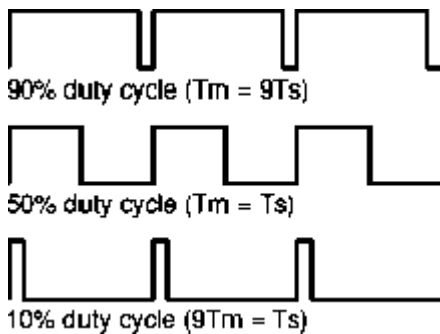 90% duty cycle (Tm = 9Ts)
50% duty cycle (Tm = Ts)
10% duty cycle (9Tm = Ts)